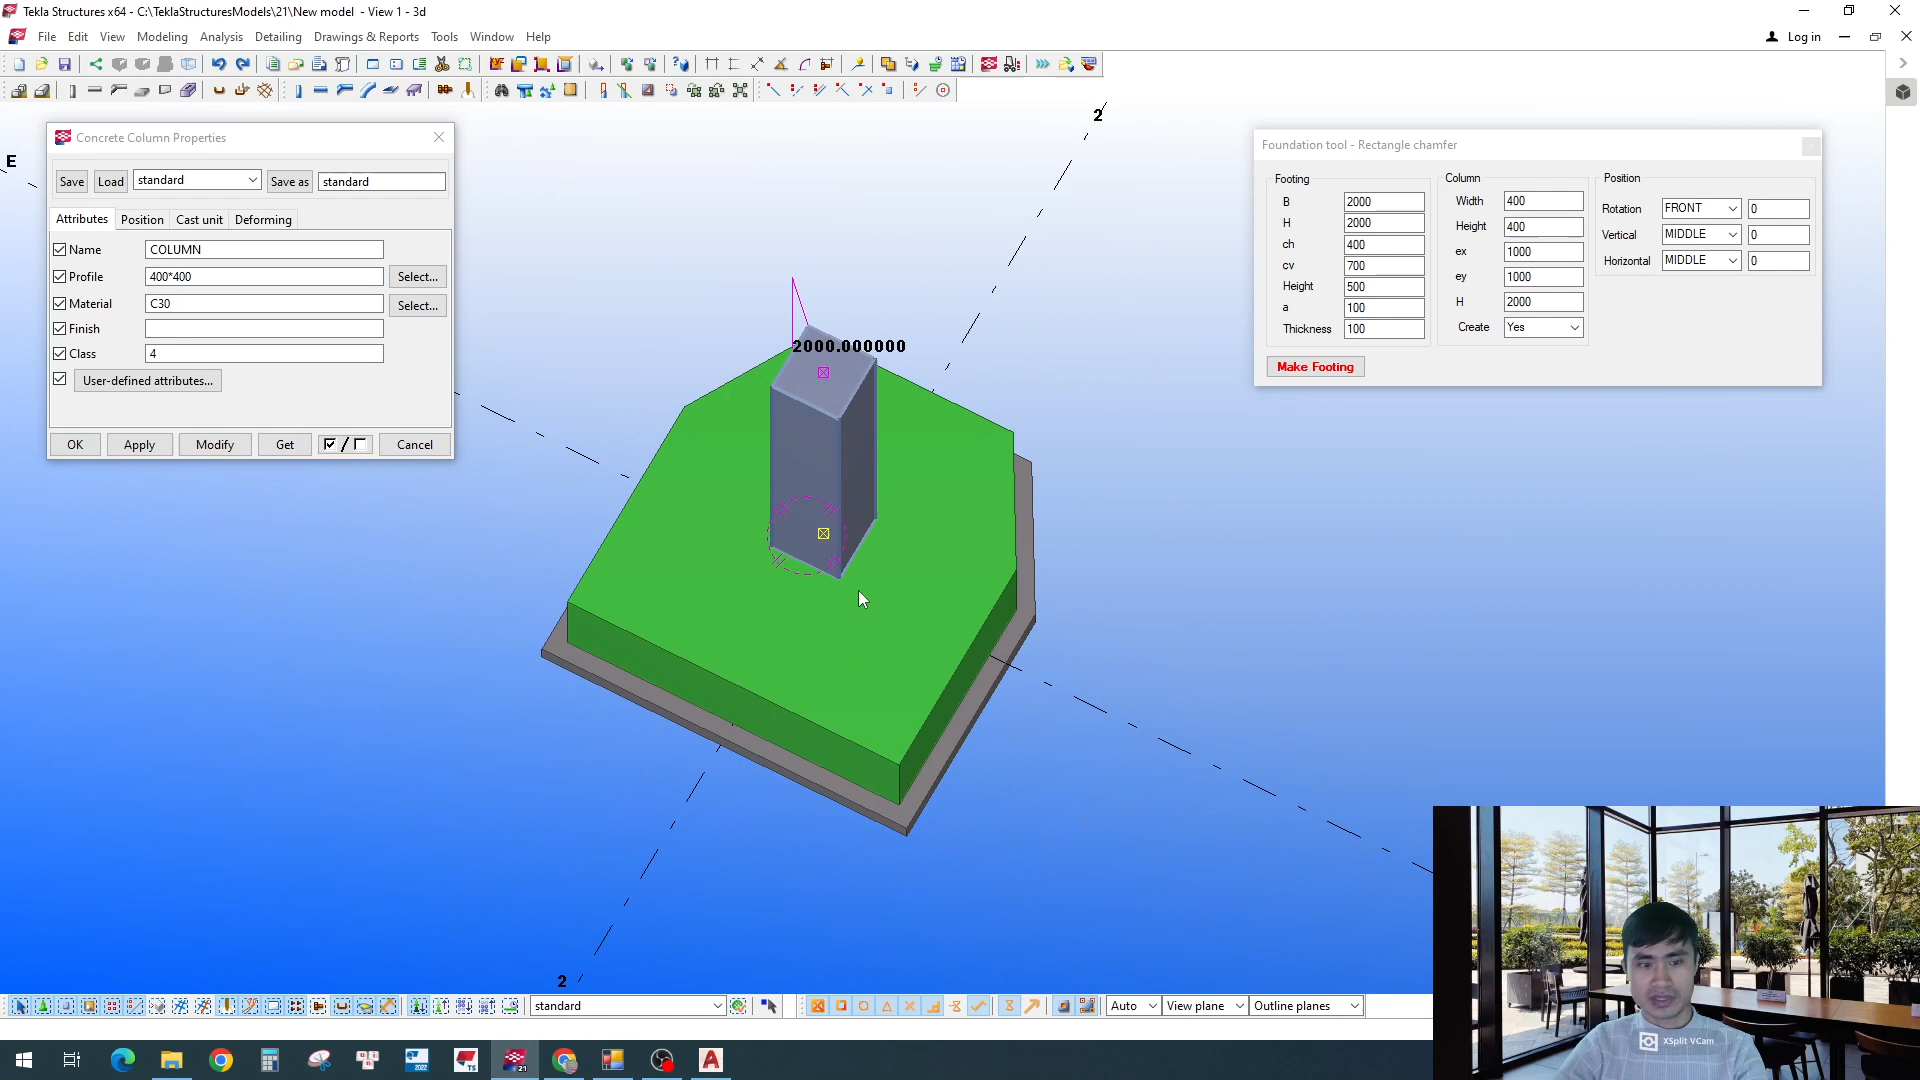 Tekla Structures x64 - C:\TeklaStructuresModels\21\New model - View 1 - 3d
File Edit View Modeling Analysis Detailing Drawings & Reports Tools Window Help
Log in
Concrete Column Properties
Save Load standard Save as standard
Attributes Position Cast unit Deforming
Name COLUMN
Profile 400*400 Select...
Material C30 Select...
Finish
Class 4
User-defined attributes...
OK Apply Modify Get / Cancel
E
2
2000.000000
2
Foundation tool - Rectangle chamfer
Footing
B 2000
H 2000
ch 400
cv 700
Height 500
a 100
Thickness 100
Make Footing
Column
Width 400
Height 400
ex 1000
ey 1000
H 2000
Create Yes
Position
Rotation FRONT 0
Vertical MIDDLE 0
Horizontal MIDDLE 0
XSplit VCam
standard
Auto View plane Outline planes
2022
TS
21
A